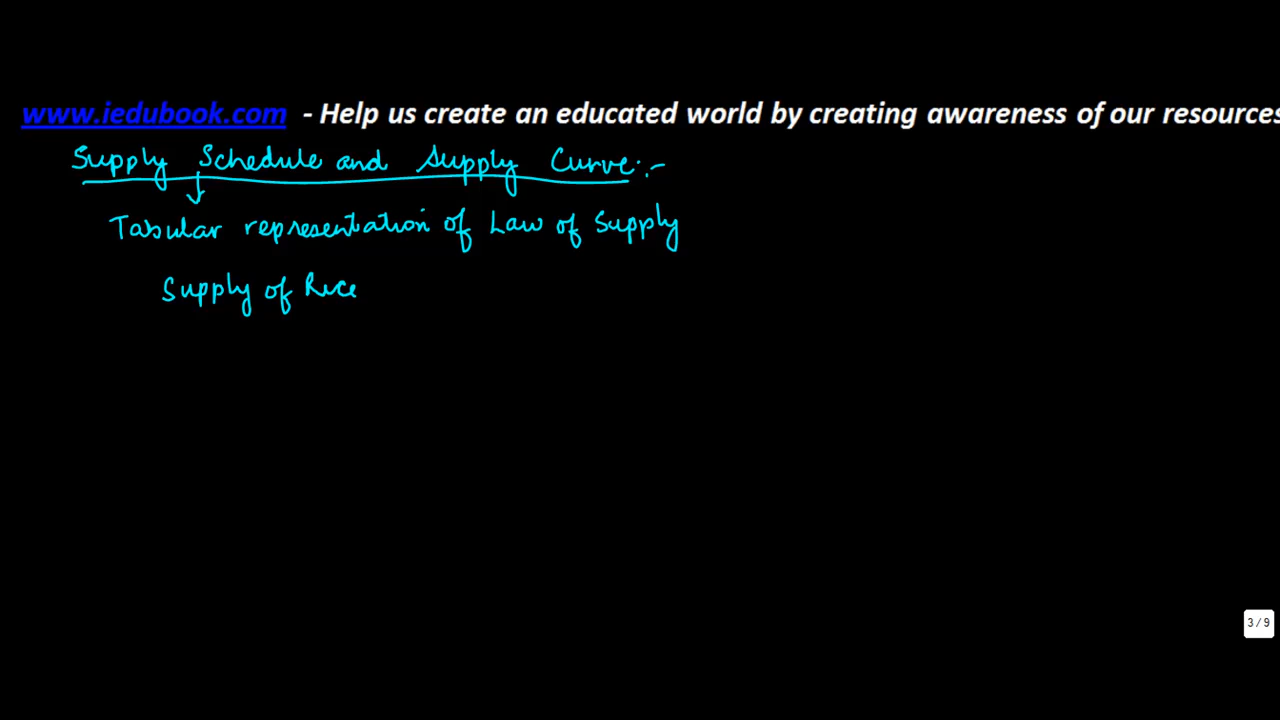 www.iedubook.com - Help us create an educated world by creating awareness of our resources
Supply Schedule and Supply Curve :-
Tabular representation of Law of Supply
Supply of Rice
3 / 9